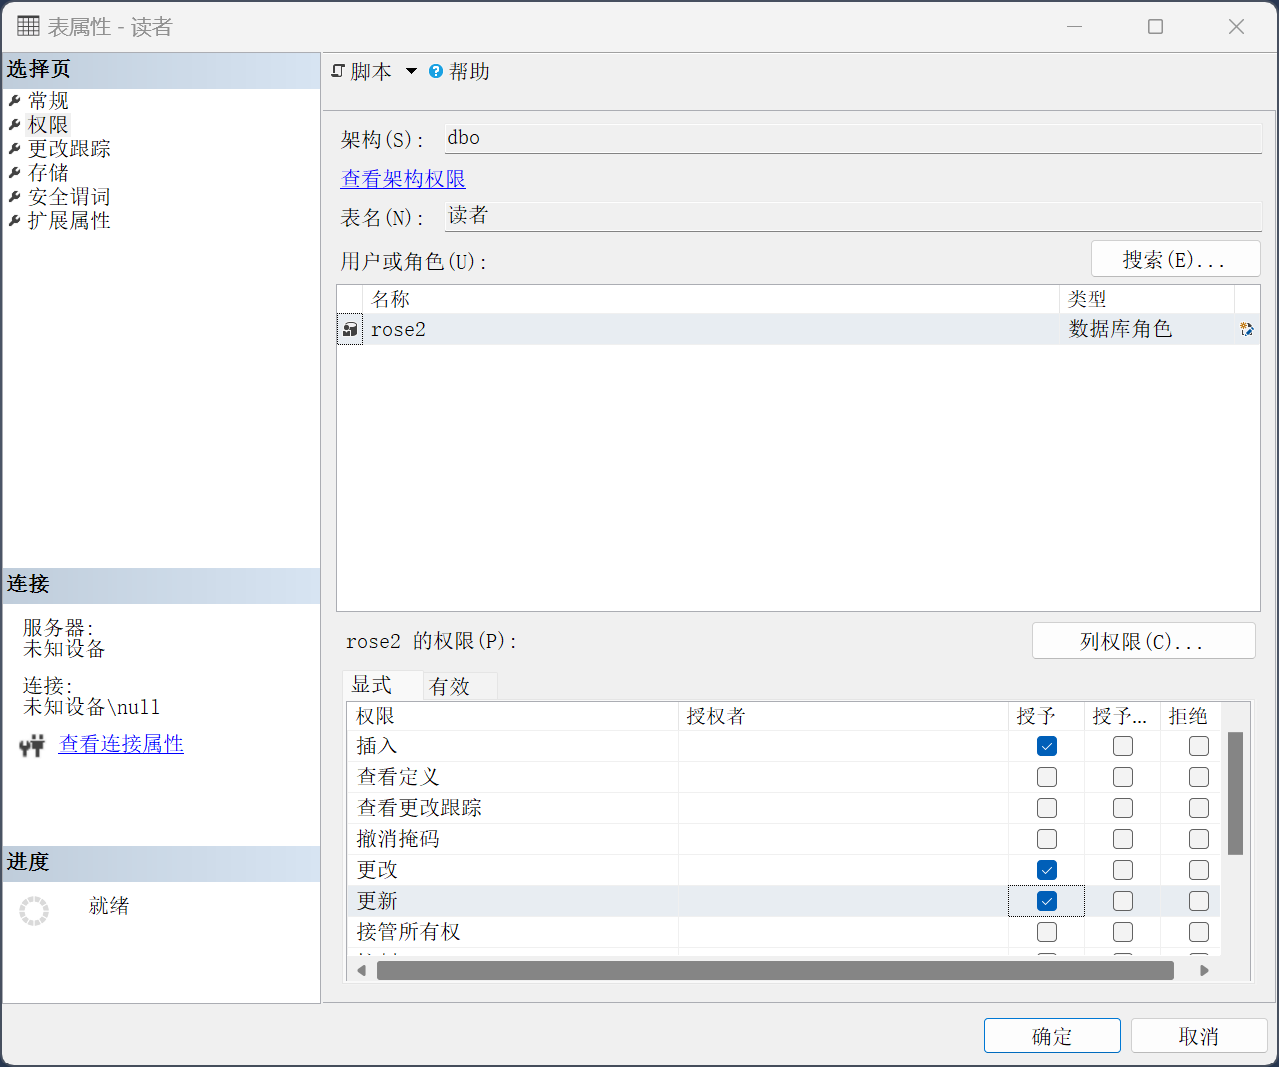 表属性 - 读者
选择页
常规
权限
更改跟踪
存储
安全谓词
扩展属性
连接
服务器:
未知设备
连接:
未知设备\null
查看连接属性
进度
就绪
脚本
帮助
架构(S):
dbo
查看架构权限
表名(N):
读者
用户或角色(U):
搜索(E)...
名称 类型
rose2 数据库角色
rose2 的权限(P):
列权限(C)...
显式 有效
权限 授权者 授予 授予... 拒绝
插入
查看定义
查看更改跟踪
撤消掩码
更改
更新
接管所有权
确定
取消